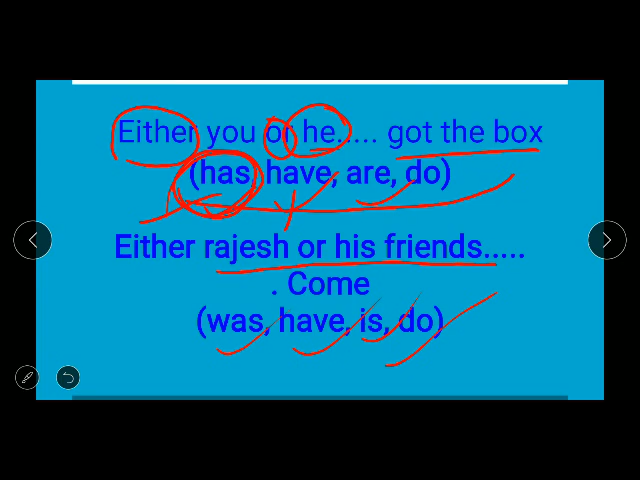 Either you or he..... got the box
(has, have, are, do)
Either rajesh or his friends.....
. Come
(was, have, is, do)